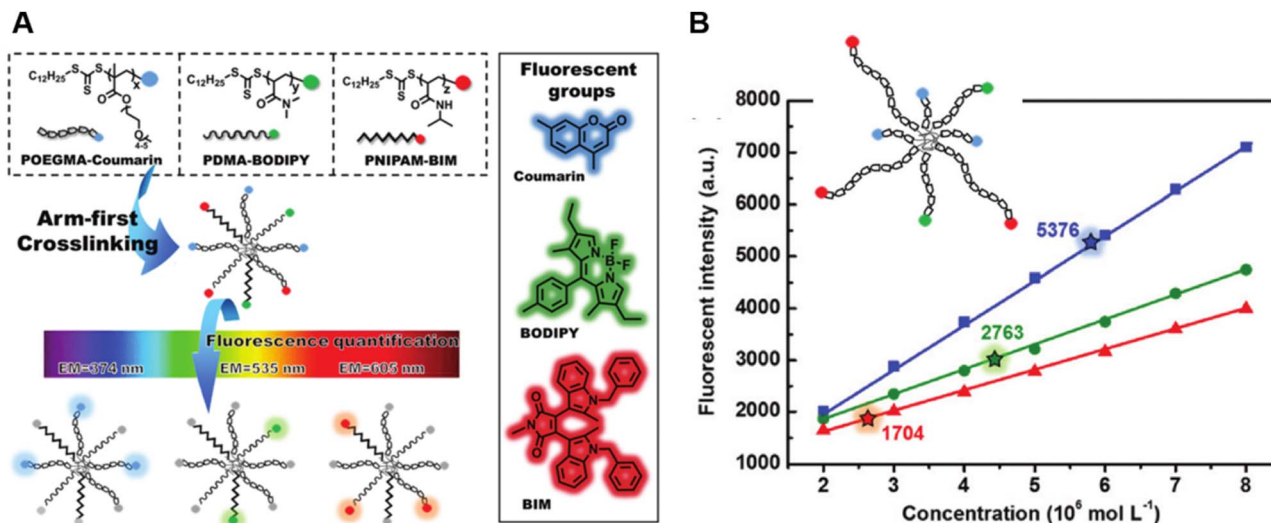 A
C12H25
S
S
S
x
O
O
O
4-5
POEGMA-Coumarin
C12H25
S
S
S
y
O
N
PDMA-BODIPY
C12H25
S
S
S
z
O
NH
PNIPAM-BIM
Arm-first
Crosslinking
Fluorescence quantification
EM=374 nm
EM=535 nm
EM=605 nm
Fluorescent
groups
O
O
Coumarin
N
F
B
F
N
BODIPY
O
N
N
O
N
BIM
B
Fluorescent intensity (a.u.)
8000
7000
6000
5000
4000
3000
2000
1000
5376
2763
1704
2
3
4
5
6
7
8
Concentration (10⁶ mol L⁻¹)